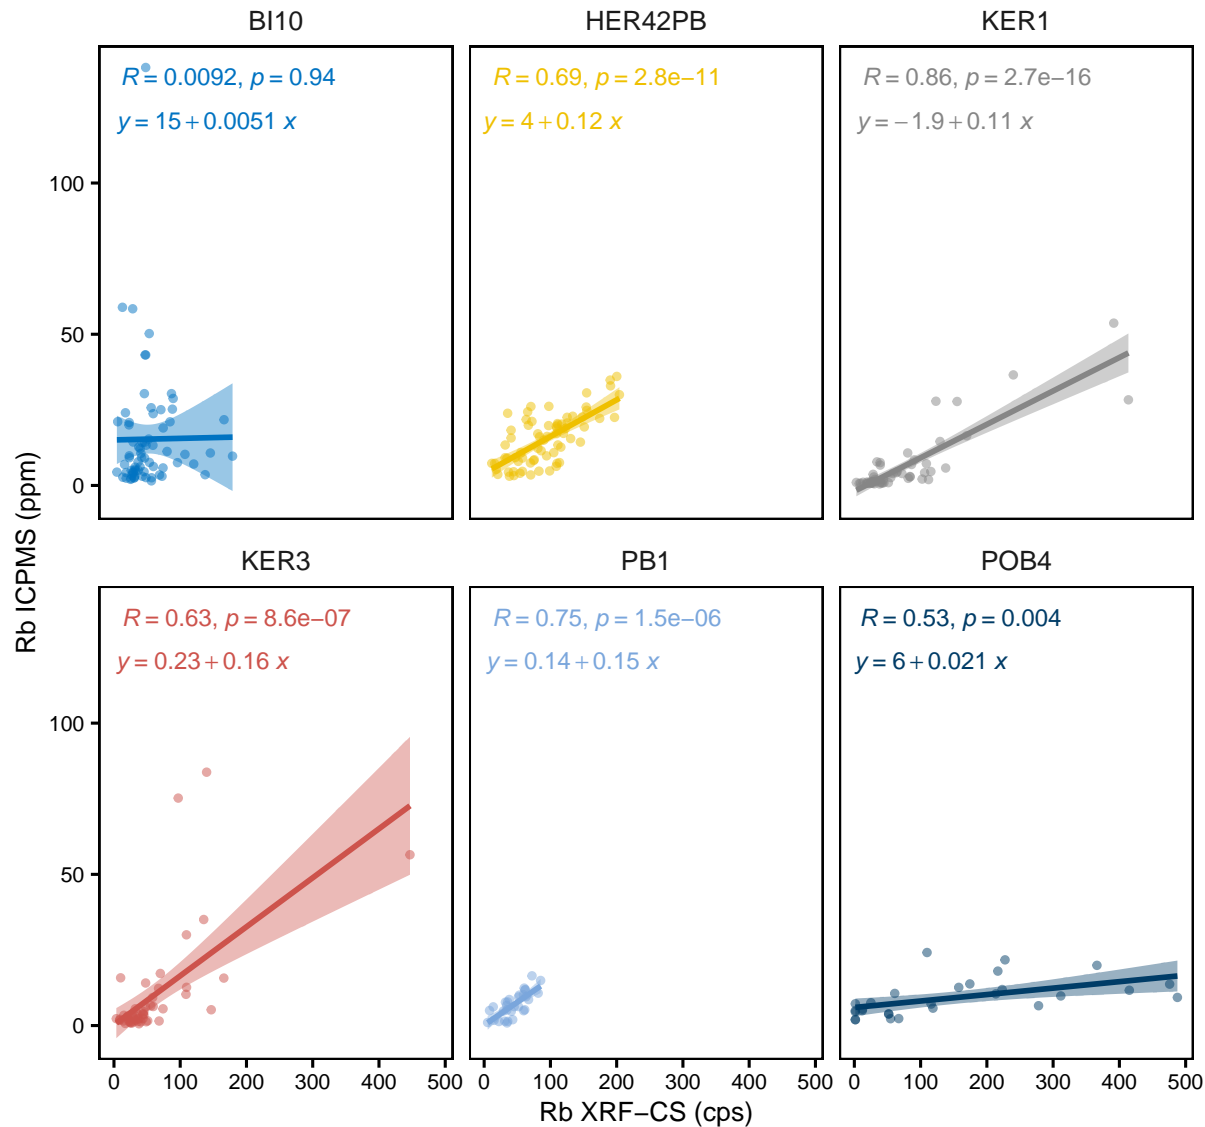 BI10 HER42PB KER1
R = 0.0092, p = 0.94
y = 15 + 0.0051 x
R = 0.69, p = 2.8e−11
y = 4 + 0.12 x
R = 0.86, p = 2.7e−16
y = −1.9 + 0.11 x
100
50
0
Rb ICPMS (ppm)
KER3 PB1 POB4
R = 0.63, p = 8.6e−07
y = 0.23 + 0.16 x
R = 0.75, p = 1.5e−06
y = 0.14 + 0.15 x
R = 0.53, p = 0.004
y = 6 + 0.021 x
100
50
0
0 100 200 300 400 500 0 100 200 300 400 500 0 100 200 300 400 500
Rb XRF−CS (cps)